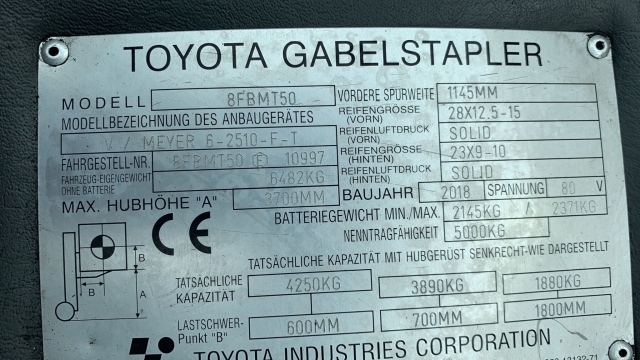 TOYOTA GABELSTAPLER
MODELL 8FBMT50
MODELLBEZEICHNUNG DES ANBAUGERÄTES
V / MEYER 6-2510-F-T
FAHRGESTELL-NR. 8FBMT50 E 10997
FAHRZEUG-EIGENGEWICHT OHNE BATTERIE 6482KG
MAX. HUBHÖHE "A" 3700MM
VORDERE SPURWEITE 1145MM
REIFENGRÖSSE (VORN) 28X12.5-15
REIFENLUFTDRUCK (VORN) SOLID
REIFENGRÖSSE (HINTEN) 23X9-10
REIFENLUFTDRUCK (HINTEN) SOLID
BAUJAHR 2018 SPANNUNG 80 V
BATTERIEGEWICHT MIN./MAX. 2145KG / 2371KG
NENNTRAGFÄHIGKEIT 5000KG
CE
B
B
A
TATSÄCHLICHE KAPAZITÄT MIT HUBGERÜST SENKRECHT-WIE DARGESTELLT
TATSÄCHLICHE KAPAZITÄT 4250KG 3890KG 1880KG
LASTSCHWER-Punkt "B" 600MM 700MM 1800MM
TOYOTA INDUSTRIES CORPORATION